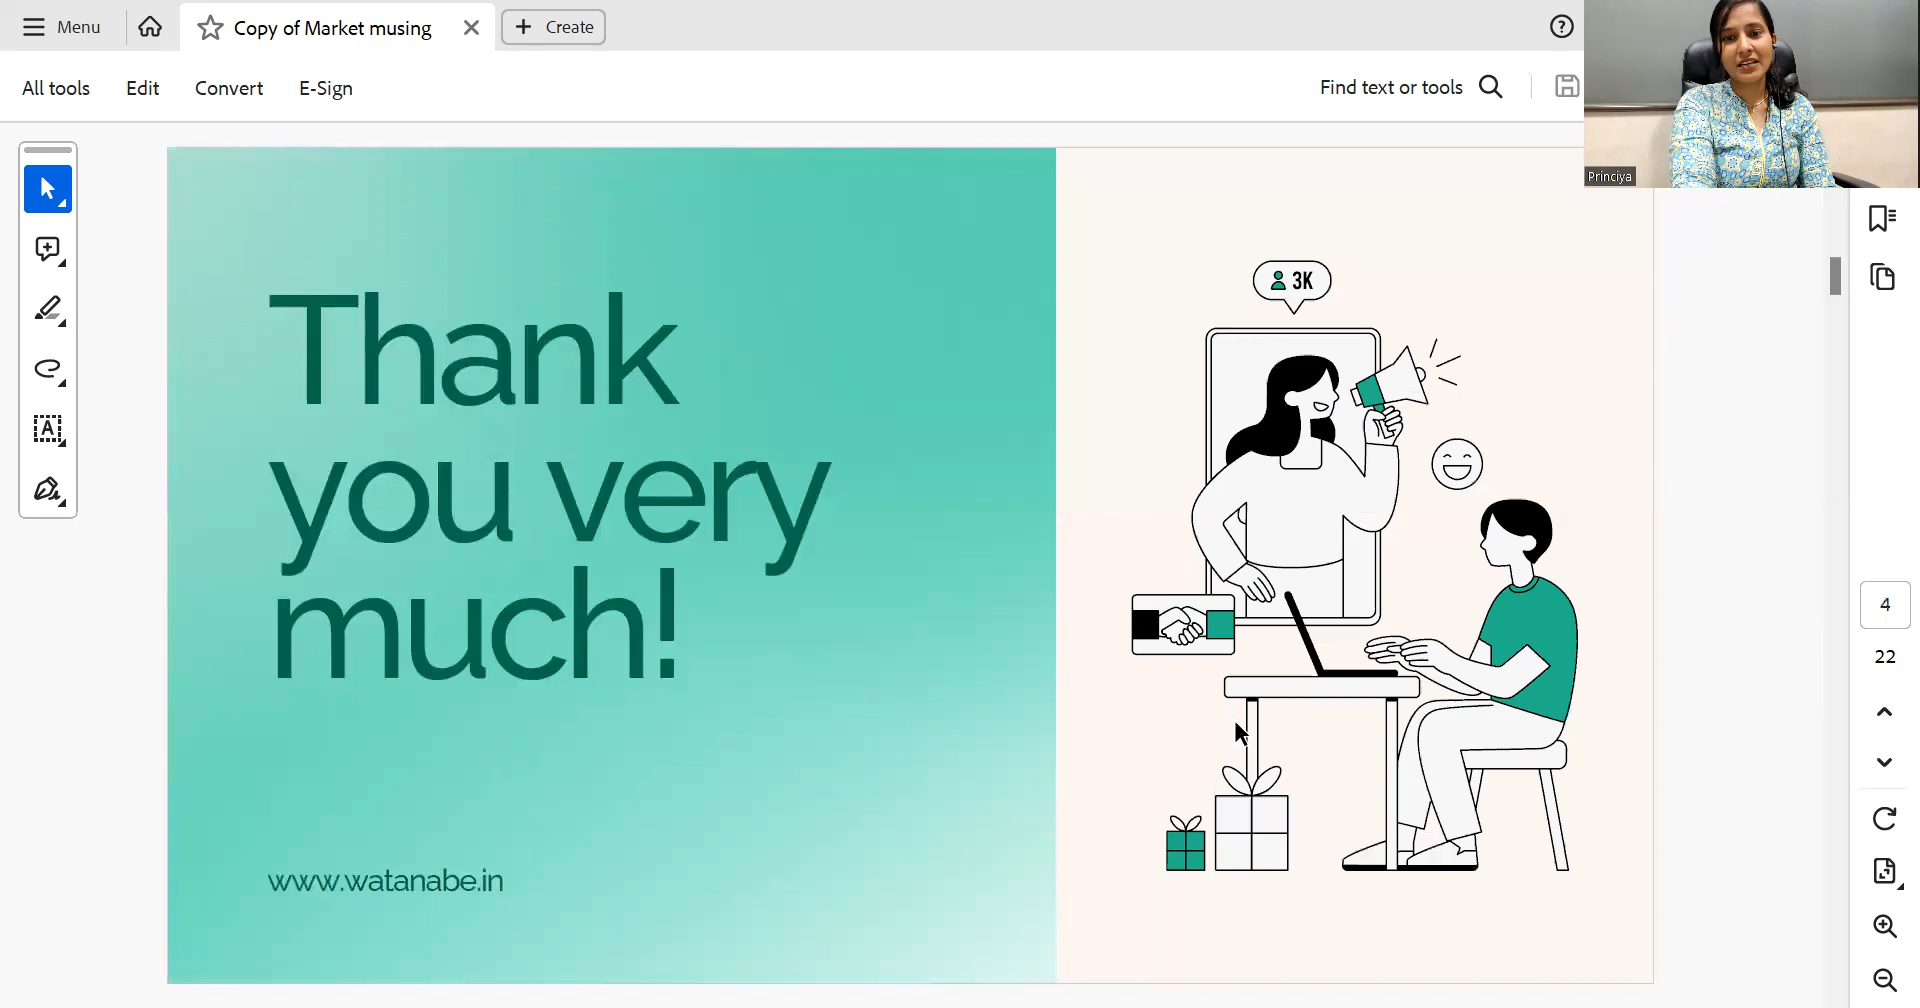 Menu
Copy of Market musing
Create
All tools
Edit
Convert
E-Sign
Find text or tools
Princiya
3K
Thank
you very
much!
www.watanabe.in
A
4
22